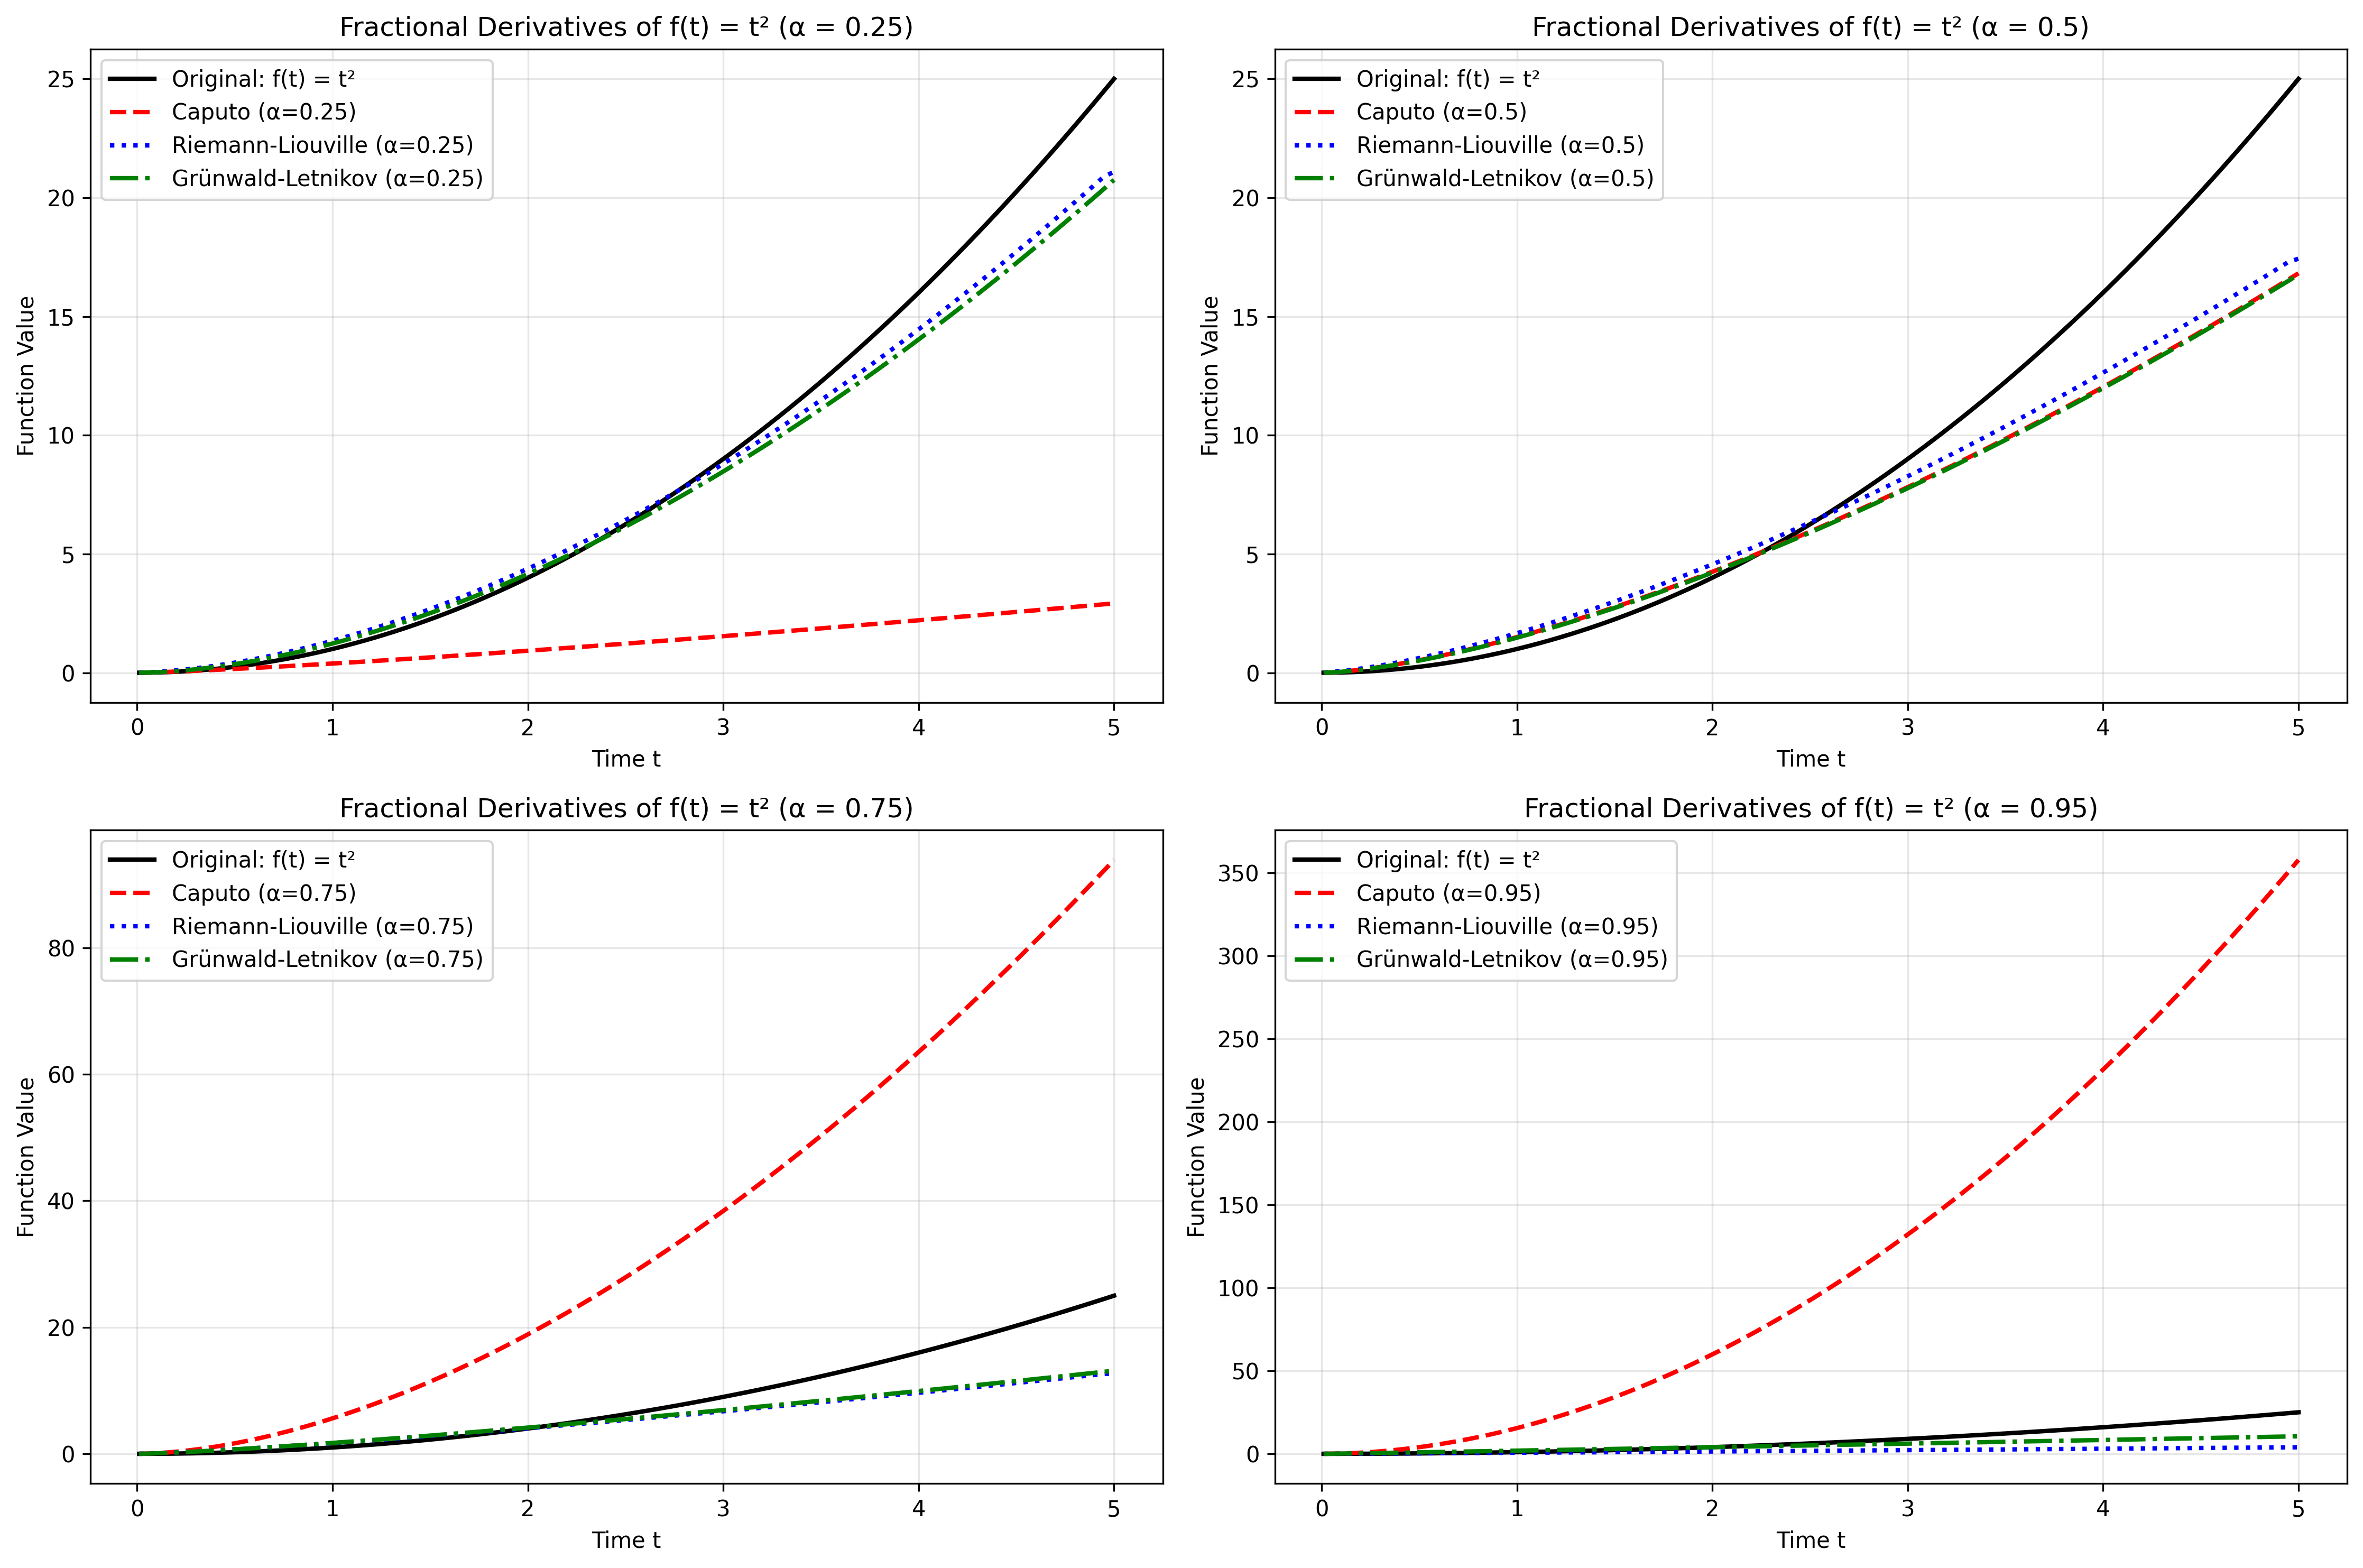 Fractional Derivatives of f(t) = t² (α = 0.25)
Original: f(t) = t²
Caputo (α=0.25)
Riemann-Liouville (α=0.25)
Grünwald-Letnikov (α=0.25)
25
20
15
10
5
0
Function Value
0 1 2 3 4 5
Time t
Fractional Derivatives of f(t) = t² (α = 0.5)
Original: f(t) = t²
Caputo (α=0.5)
Riemann-Liouville (α=0.5)
Grünwald-Letnikov (α=0.5)
25
20
15
10
5
0
Function Value
0 1 2 3 4 5
Time t
Fractional Derivatives of f(t) = t² (α = 0.75)
Original: f(t) = t²
Caputo (α=0.75)
Riemann-Liouville (α=0.75)
Grünwald-Letnikov (α=0.75)
80
60
40
20
0
Function Value
0 1 2 3 4 5
Time t
Fractional Derivatives of f(t) = t² (α = 0.95)
Original: f(t) = t²
Caputo (α=0.95)
Riemann-Liouville (α=0.95)
Grünwald-Letnikov (α=0.95)
350
300
250
200
150
100
50
0
Function Value
0 1 2 3 4 5
Time t